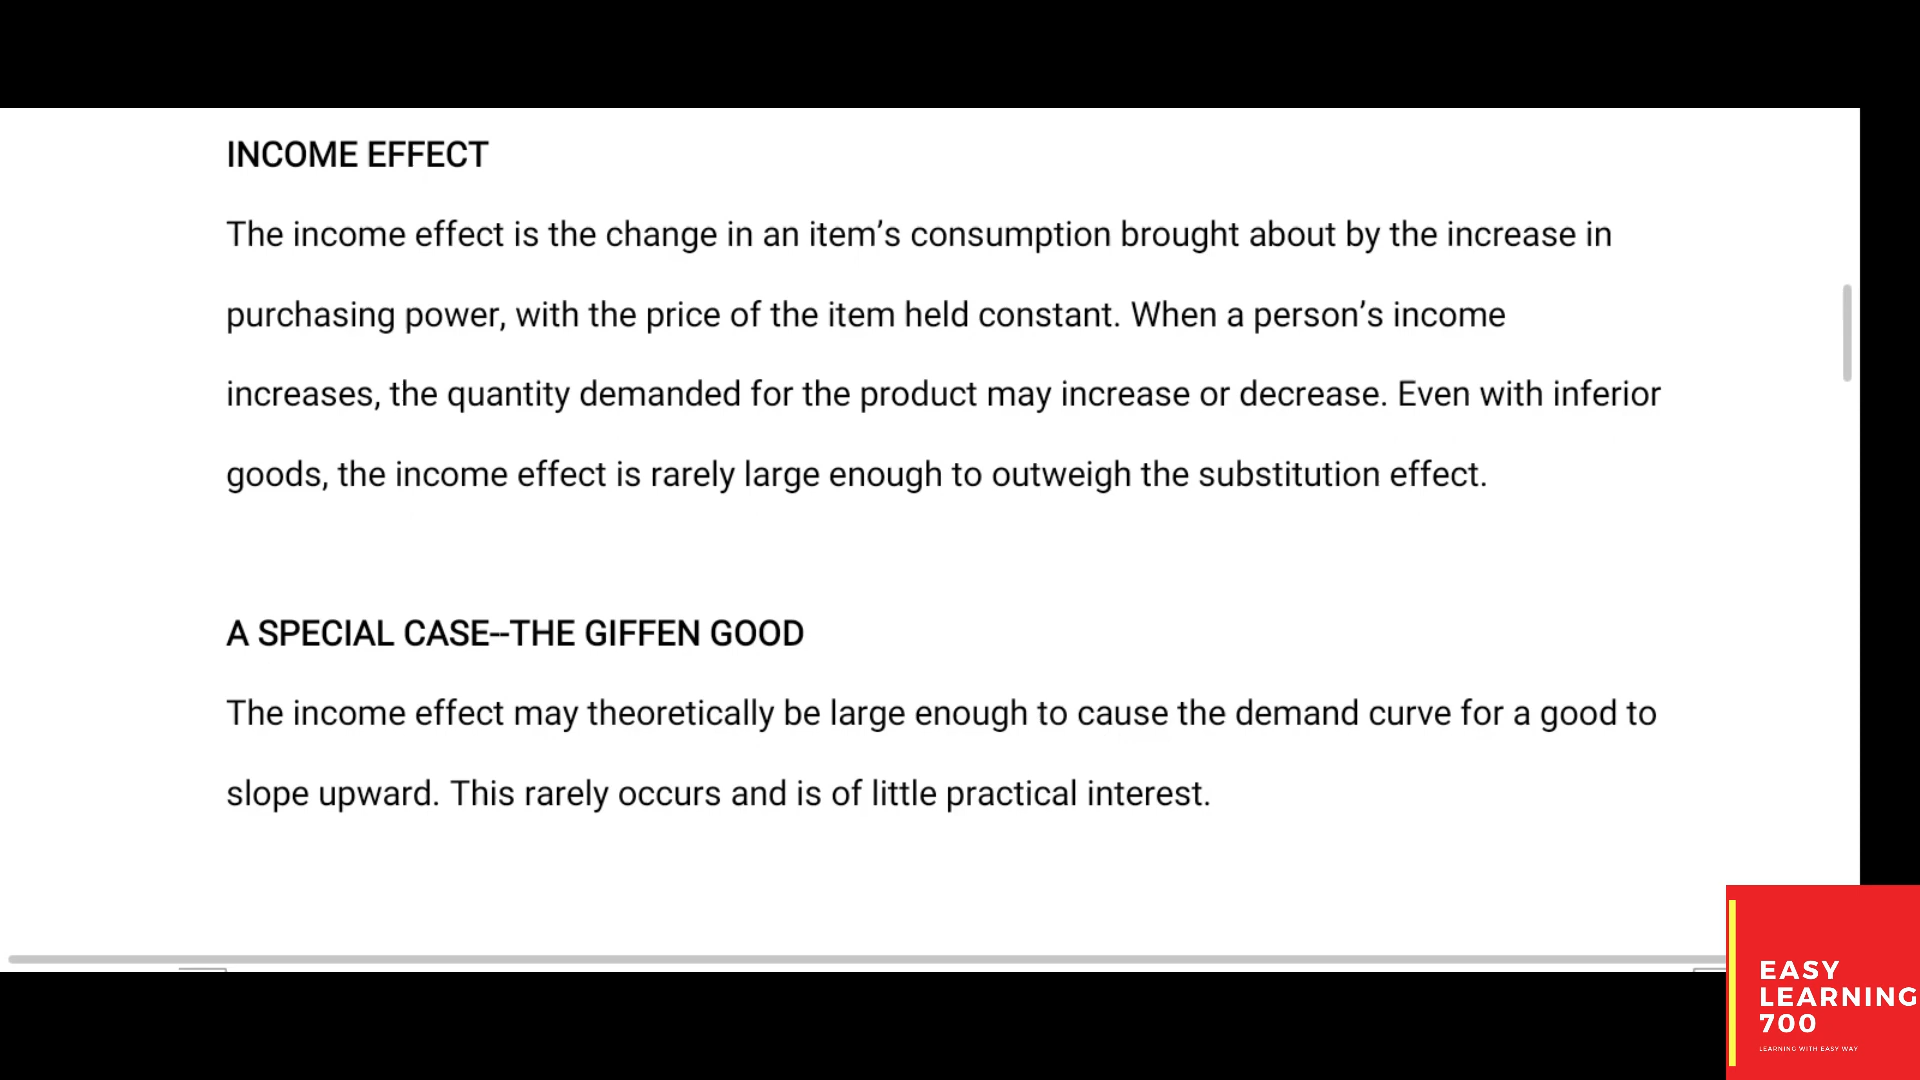 INCOME EFFECT
The income effect is the change in an item’s consumption brought about by the increase in
purchasing power, with the price of the item held constant. When a person’s income
increases, the quantity demanded for the product may increase or decrease. Even with inferior
goods, the income effect is rarely large enough to outweigh the substitution effect.
A SPECIAL CASE--THE GIFFEN GOOD
The income effect may theoretically be large enough to cause the demand curve for a good to
slope upward. This rarely occurs and is of little practical interest.
EASY
LEARNING
700
LEARNING WITH EASY WAY